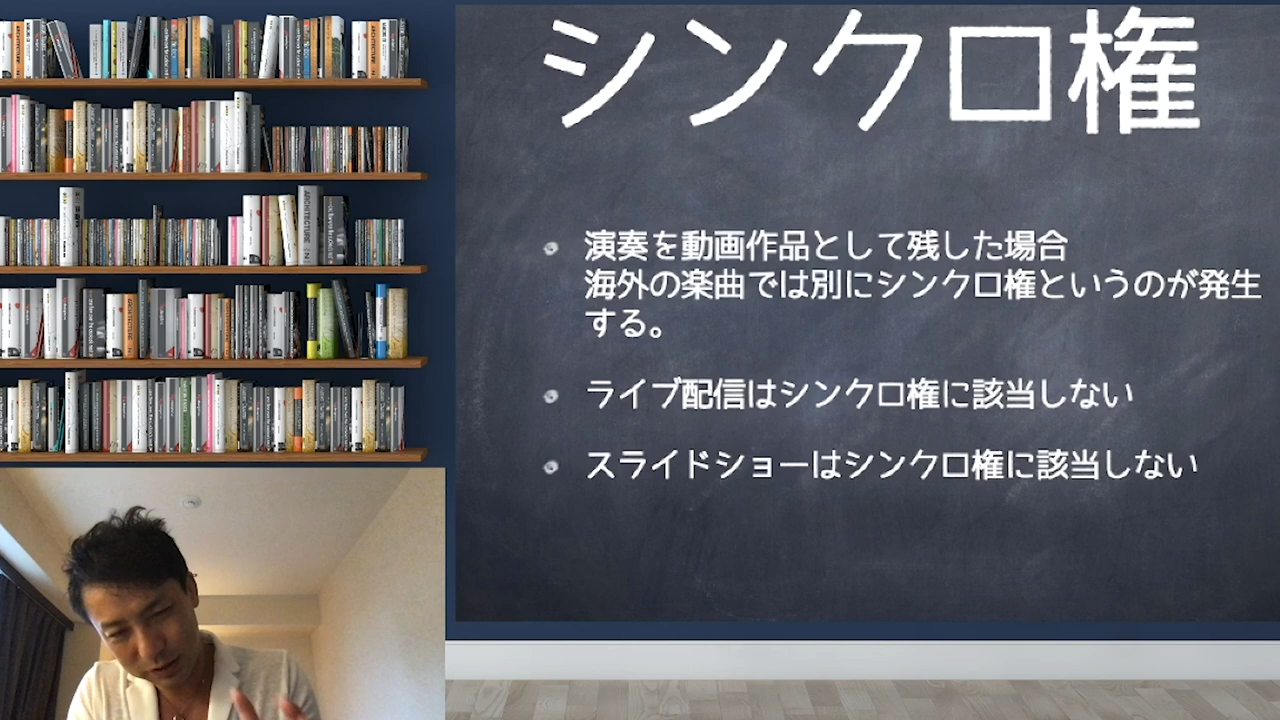 シンクロ権
演奏を動画作品として残した場合
海外の楽曲では別にシンクロ権というのが発生
する。
ライブ配信はシンクロ権に該当しない
スライドショーはシンクロ権に該当しない